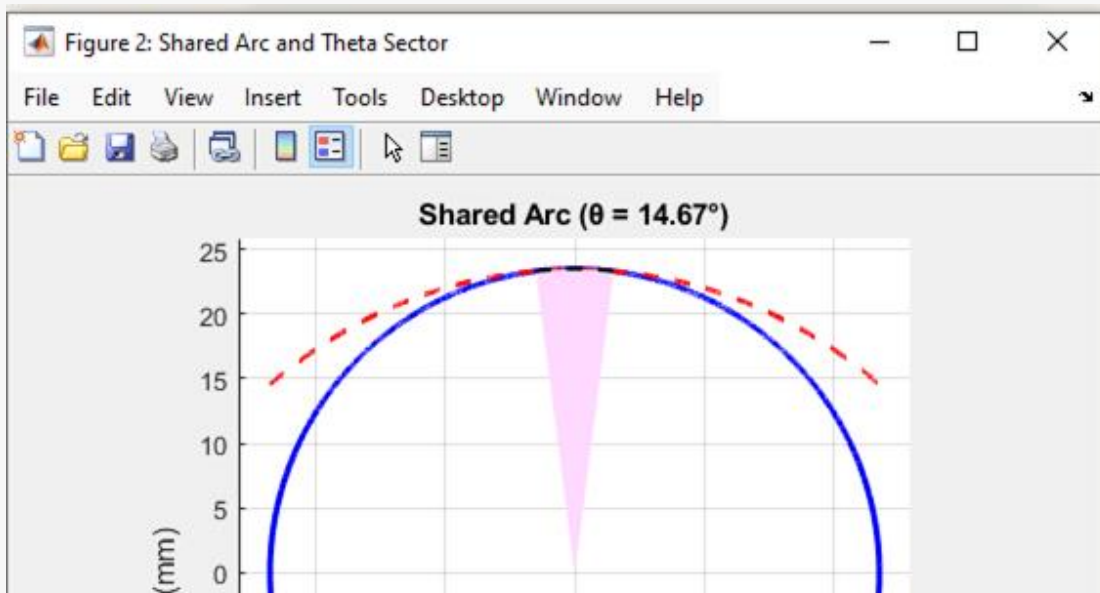 Figure 2: Shared Arc and Theta Sector
File Edit View Insert Tools Desktop Window Help
Shared Arc (θ = 14.67°)
25
20
15
10
5
0
(mm)